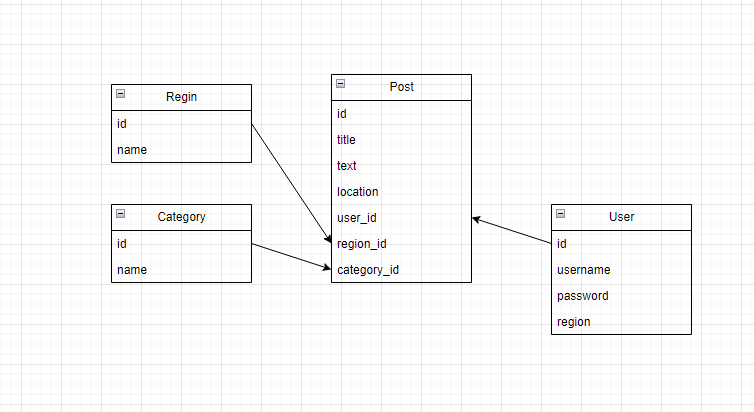 Regin
id
name
Category
id
name
Post
id
title
text
location
user_id
region_id
category_id
User
id
username
password
region